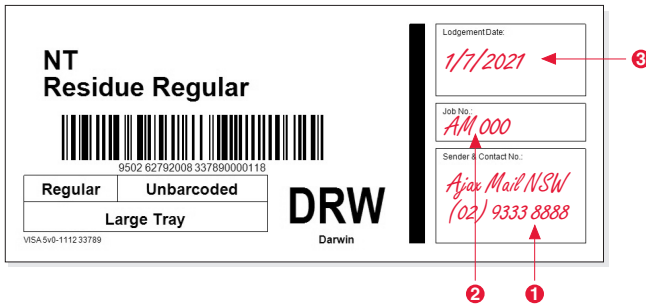 NT
Residue Regular
9502 62792008 337890000118
Regular
Unbarcoded
Large Tray
VISA 5v0-1112 33789
DRW
Darwin
Lodgement Date:
1/7/2021
3
Job No.:
AM 000
Sender & Contact No.:
Ajax Mail NSW
(02) 9333 8888
2
1